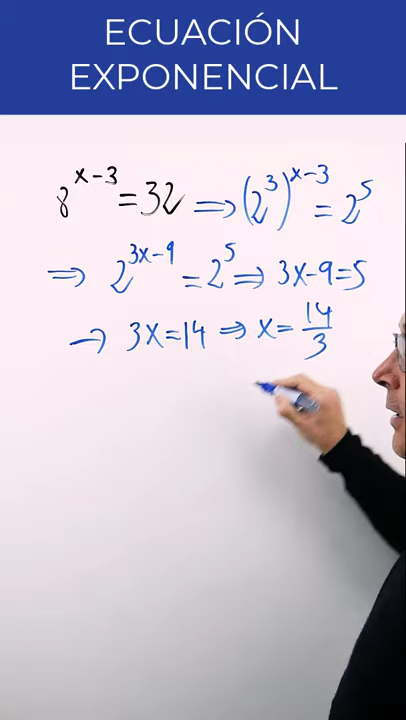 ECUACIÓN
EXPONENCIAL
8^(x-3) = 32 ⇒ (2^3)^(x-3) = 2^5
⇒ 2^(3x-9) = 2^5 ⇒ 3x-9=5
→ 3x=14 ⇒ x= 14/3